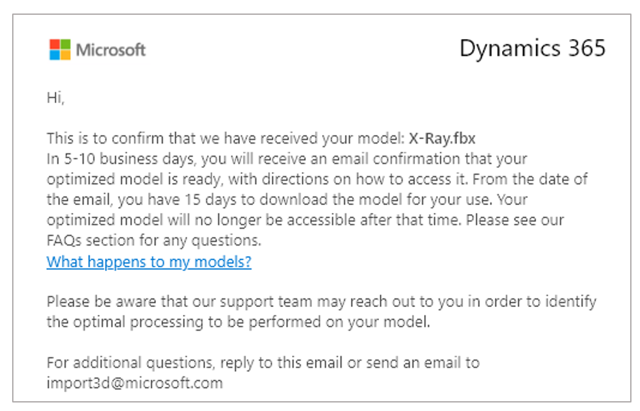 Microsoft
Dynamics 365
Hi,
This is to confirm that we have received your model: X-Ray.fbx
In 5-10 business days, you will receive an email confirmation that your
optimized model is ready, with directions on how to access it. From the date of
the email, you have 15 days to download the model for your use. Your
optimized model will no longer be accessible after that time. Please see our
FAQs section for any questions.
What happens to my models?
Please be aware that our support team may reach out to you in order to identify
the optimal processing to be performed on your model.
For additional questions, reply to this email or send an email to
import3d@microsoft.com